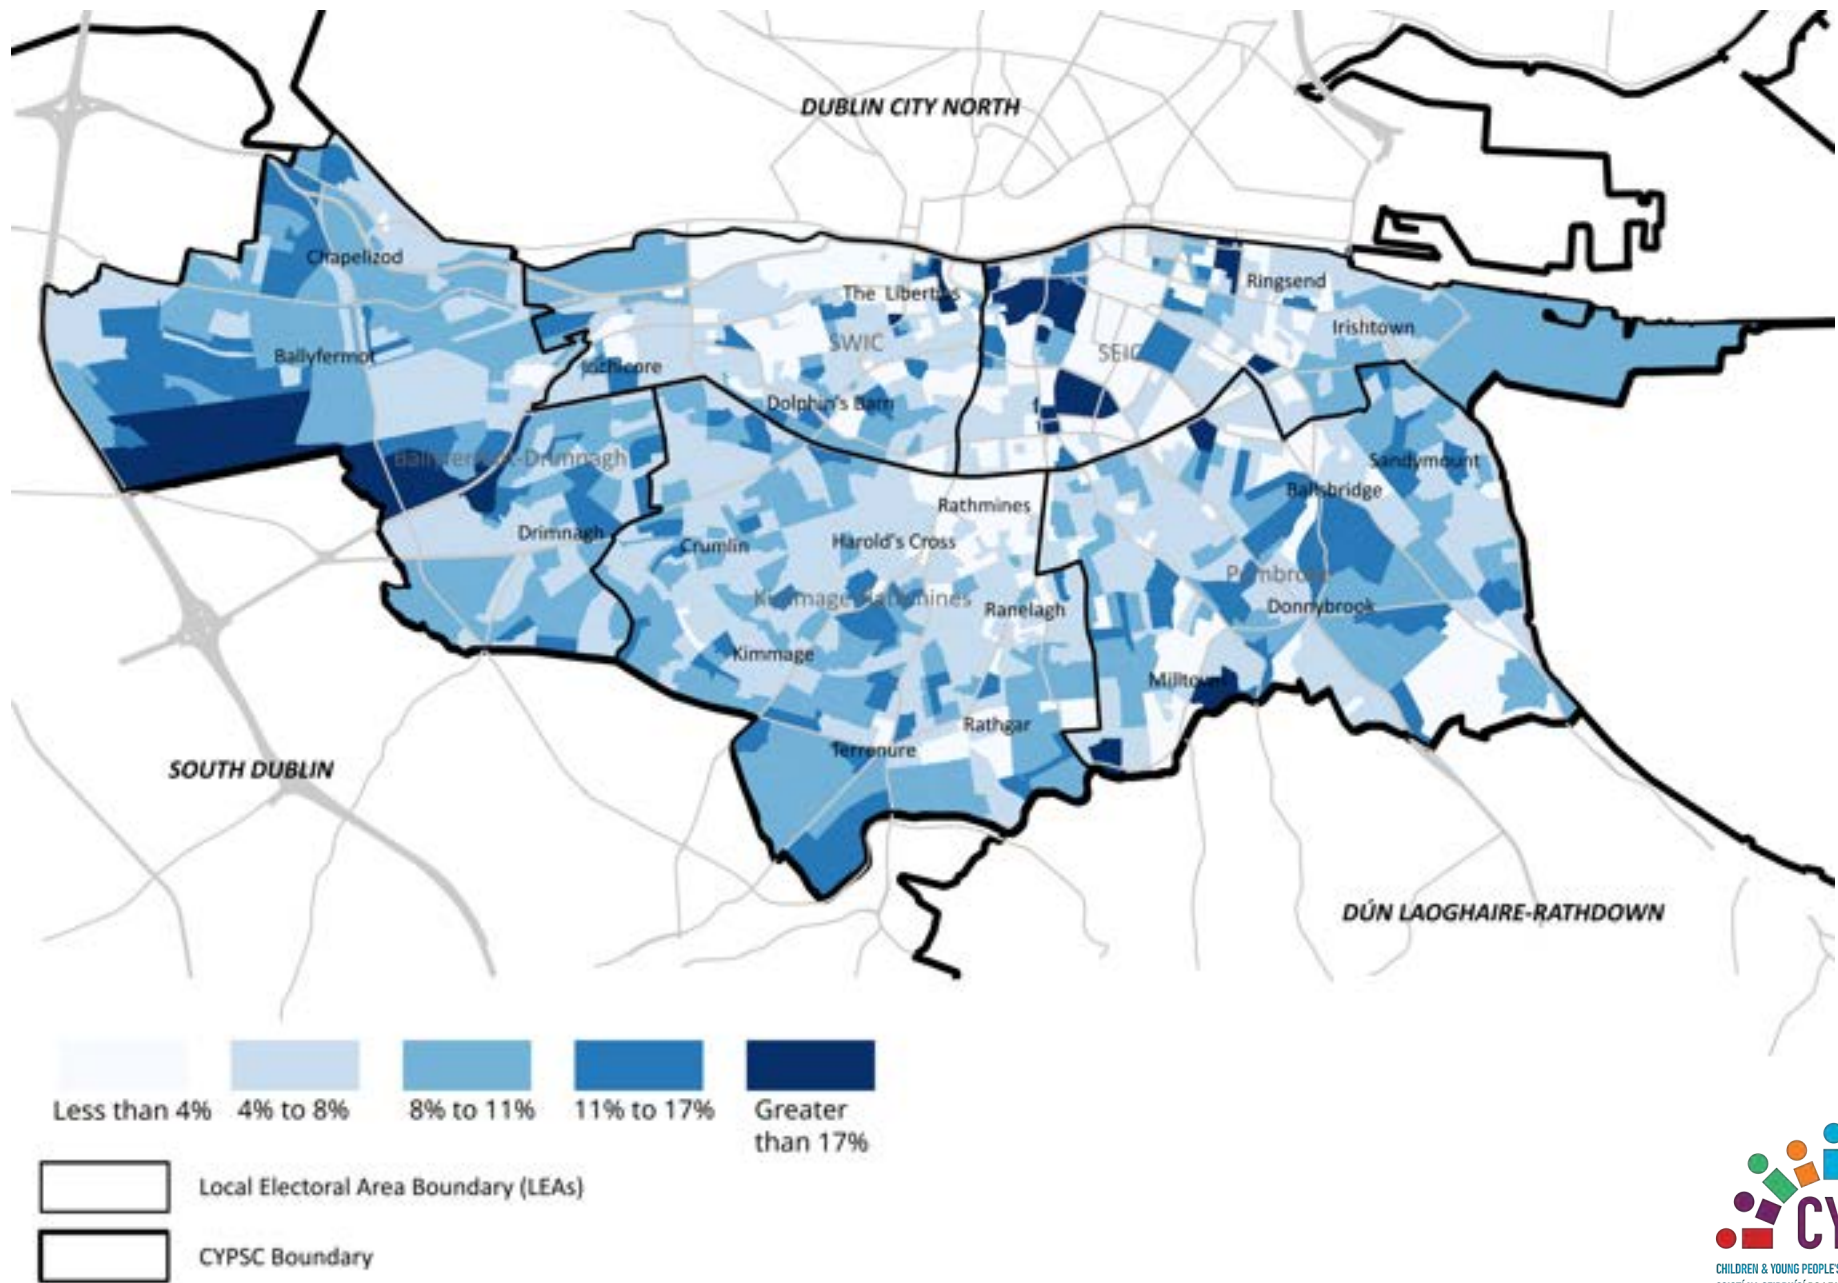 DUBLIN CITY NORTH
Chapelizod
Ringsend
The Liberties
Irishtown
SWIC
SEIC
Ballyfermot
Inchicore
Dolphin's Barn
Ballyfermot-Drimnagh
Sandymount
Ballsbridge
Rathmines
Drimnagh
Crumlin
Harold's Cross
Pembroke
Kimmage-Rathmines
Ranelagh
Donnybrook
Kimmage
Milltown
Rathgar
Terrenure
SOUTH DUBLIN
DÚN LAOGHAIRE-RATHDOWN
Less than 4%
4% to 8%
8% to 11%
11% to 17%
Greater
than 17%
Local Electoral Area Boundary (LEAs)
CYPSC Boundary
CY
CHILDREN & YOUNG PEOPLE'S